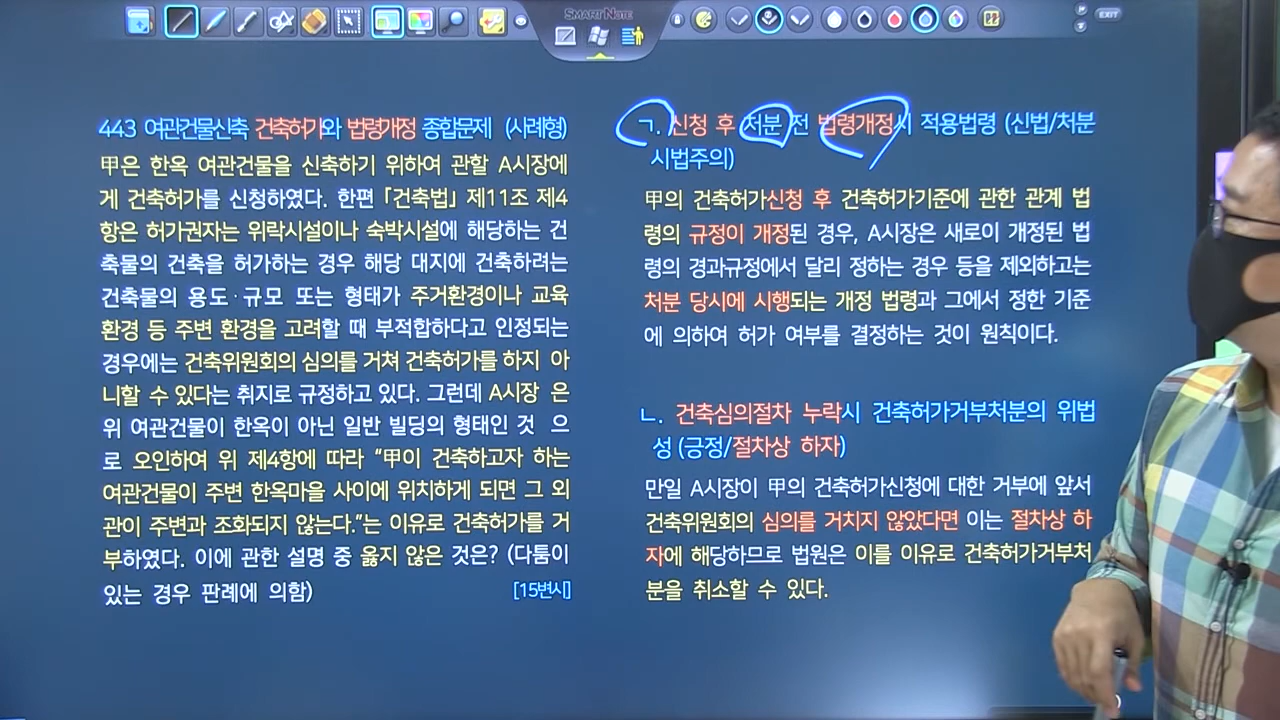 SMARTNOTE
EXIT
443 여관건물신축 건축허가와 법령개정 종합문제 (사례형)
甲은 한옥 여관건물을 신축하기 위하여 관할 A시장에
게 건축허가를 신청하였다. 한편 「건축법」 제11조 제4
항은 허가권자는 위락시설이나 숙박시설에 해당하는 건
축물의 건축을 허가하는 경우 해당 대지에 건축하려는
건축물의 용도·규모 또는 형태가 주거환경이나 교육
환경 등 주변 환경을 고려할 때 부적합하다고 인정되는
경우에는 건축위원회의 심의를 거쳐 건축허가를 하지 아
니할 수 있다는 취지로 규정하고 있다. 그런데 A시장 은
위 여관건물이 한옥이 아닌 일반 빌딩의 형태인 것 으
로 오인하여 위 제4항에 따라 “甲이 건축하고자 하는
여관건물이 주변 한옥마을 사이에 위치하게 되면 그 외
관이 주변과 조화되지 않는다.”는 이유로 건축허가를 거
부하였다. 이에 관한 설명 중 옳지 않은 것은? (다툼이
있는 경우 판례에 의함) [15변시]
ㄱ. 신청 후 처분 전 법령개정시 적용법령 (신법/처분
시법주의)
甲의 건축허가신청 후 건축허가기준에 관한 관계 법
령의 규정이 개정된 경우, A시장은 새로이 개정된 법
령의 경과규정에서 달리 정하는 경우 등을 제외하고는
처분 당시에 시행되는 개정 법령과 그에서 정한 기준
에 의하여 허가 여부를 결정하는 것이 원칙이다.
ㄴ. 건축심의절차 누락시 건축허가거부처분의 위법
성 (긍정/절차상 하자)
만일 A시장이 甲의 건축허가신청에 대한 거부에 앞서
건축위원회의 심의를 거치지 않았다면 이는 절차상 하
자에 해당하므로 법원은 이를 이유로 건축허가거부처
분을 취소할 수 있다.